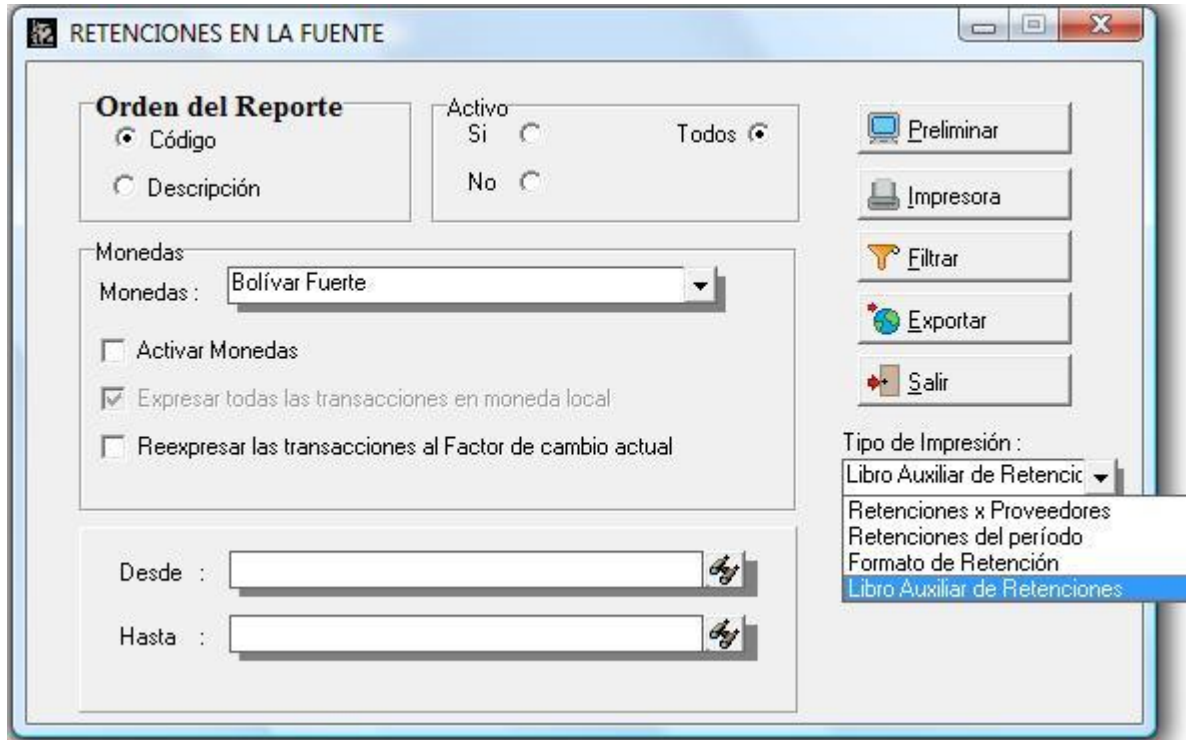 RETENCIONES EN LA FUENTE
Orden del Reporte
Código
Descripción
Activo
Si
Todos
No
Preliminar
Impresora
Filtrar
Exportar
Salir
Monedas
Monedas :
Bolívar Fuerte
Activar Monedas
Expresar todas las transacciones en moneda local
Reexpresar las transacciones al Factor de cambio actual
Tipo de Impresión :
Libro Auxiliar de Retencic
Retenciones x Proveedores
Retenciones del período
Formato de Retención
Libro Auxiliar de Retenciones
Desde :
Hasta :